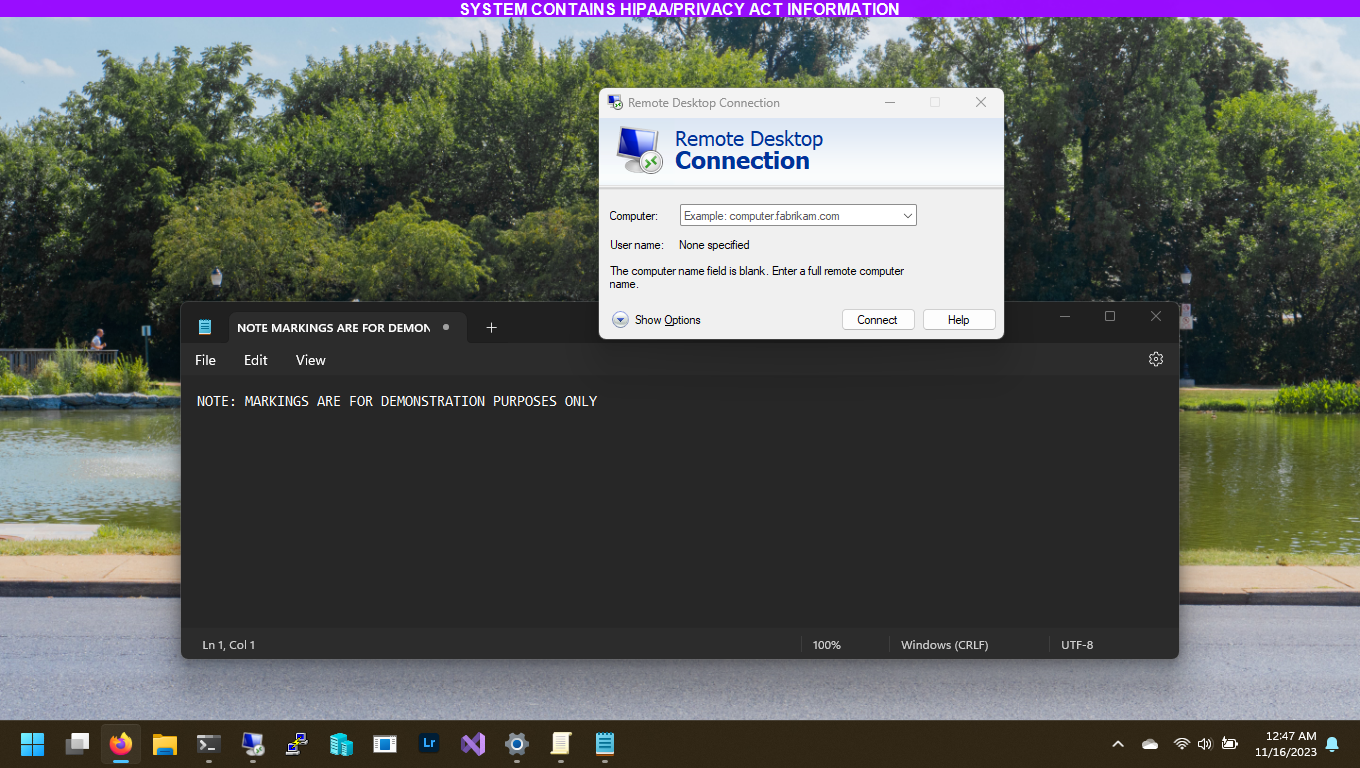 SYSTEM CONTAINS HIPAA/PRIVACY ACT INFORMATION
Remote Desktop Connection
Remote Desktop
Connection
Computer: Example: computer.fabrikam.com
User name: None specified
The computer name field is blank. Enter a full remote computer
name.
Show Options Connect Help
NOTE MARKINGS ARE FOR DEMON
File Edit View
NOTE: MARKINGS ARE FOR DEMONSTRATION PURPOSES ONLY
Ln 1, Col 1 100% Windows (CRLF) UTF-8
Lr
12:47 AM
11/16/2023